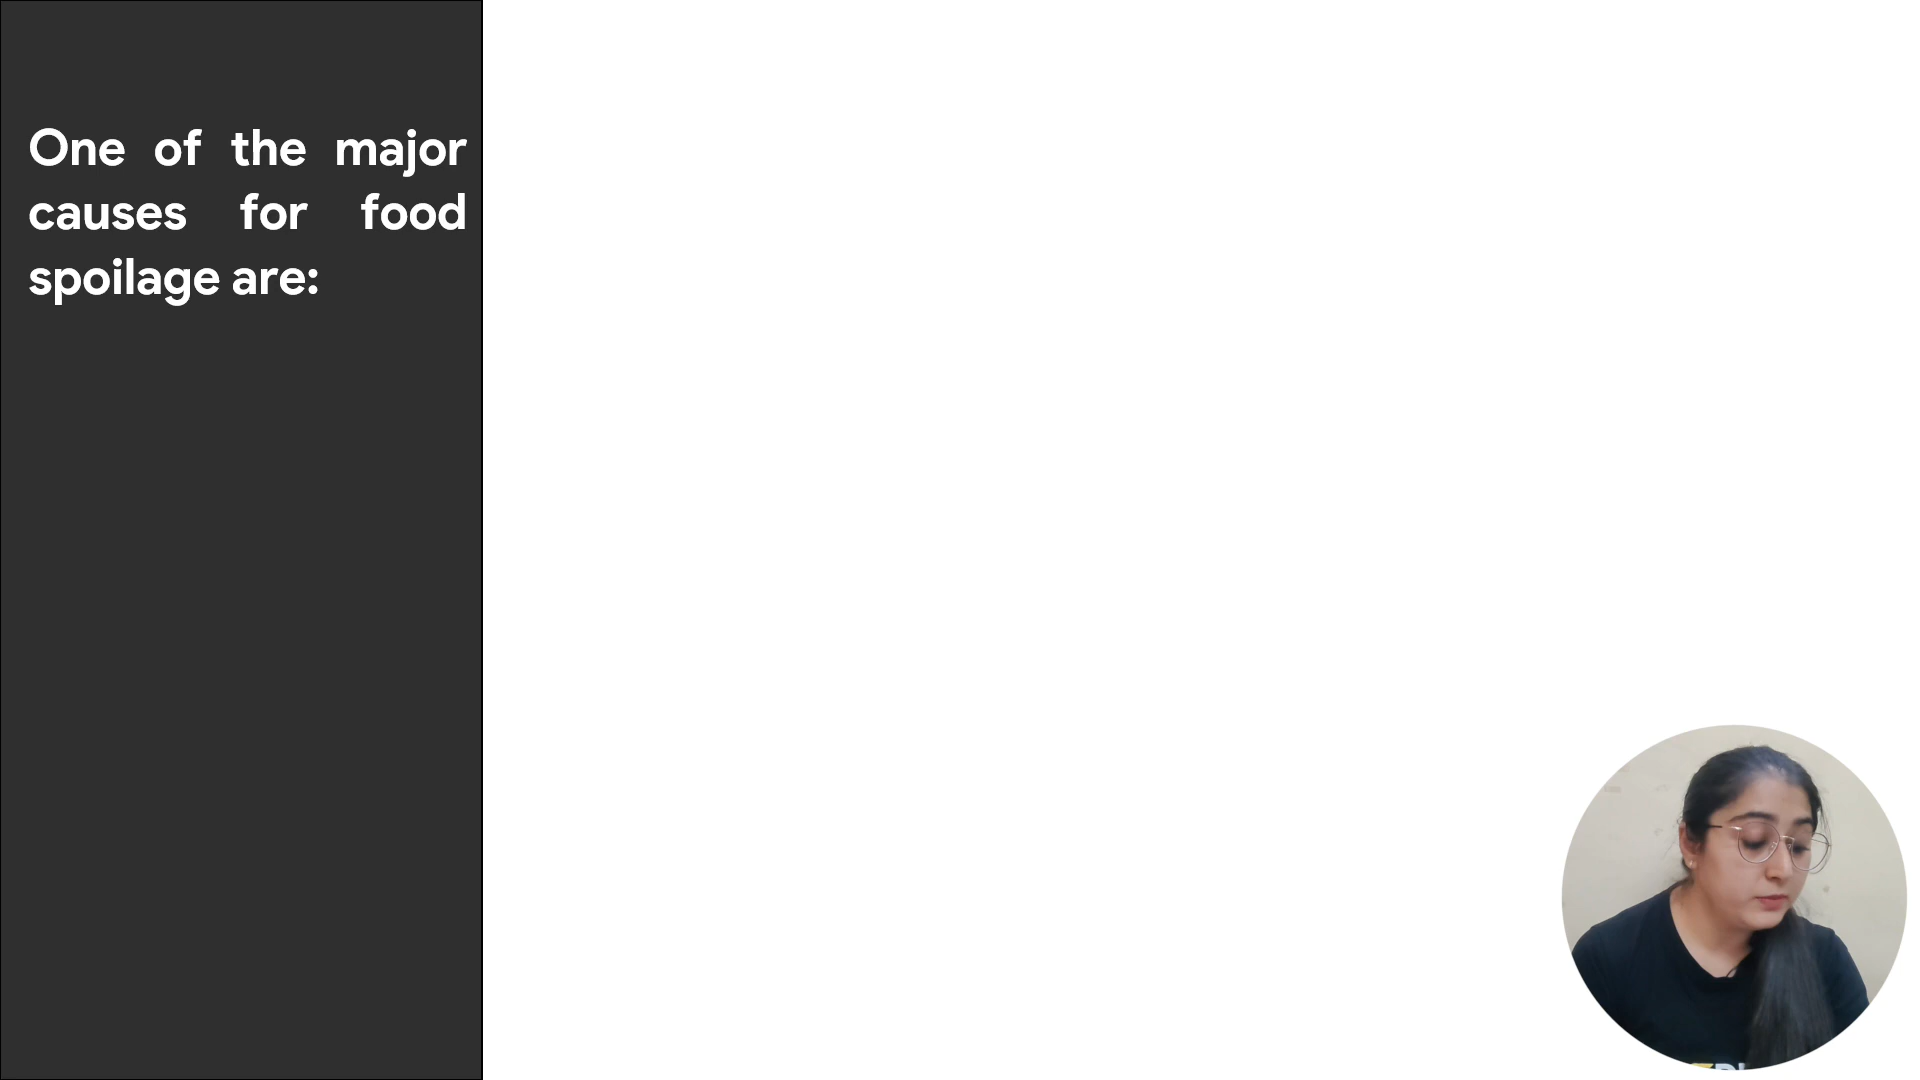 One of the major
causes for food
spoilage are: